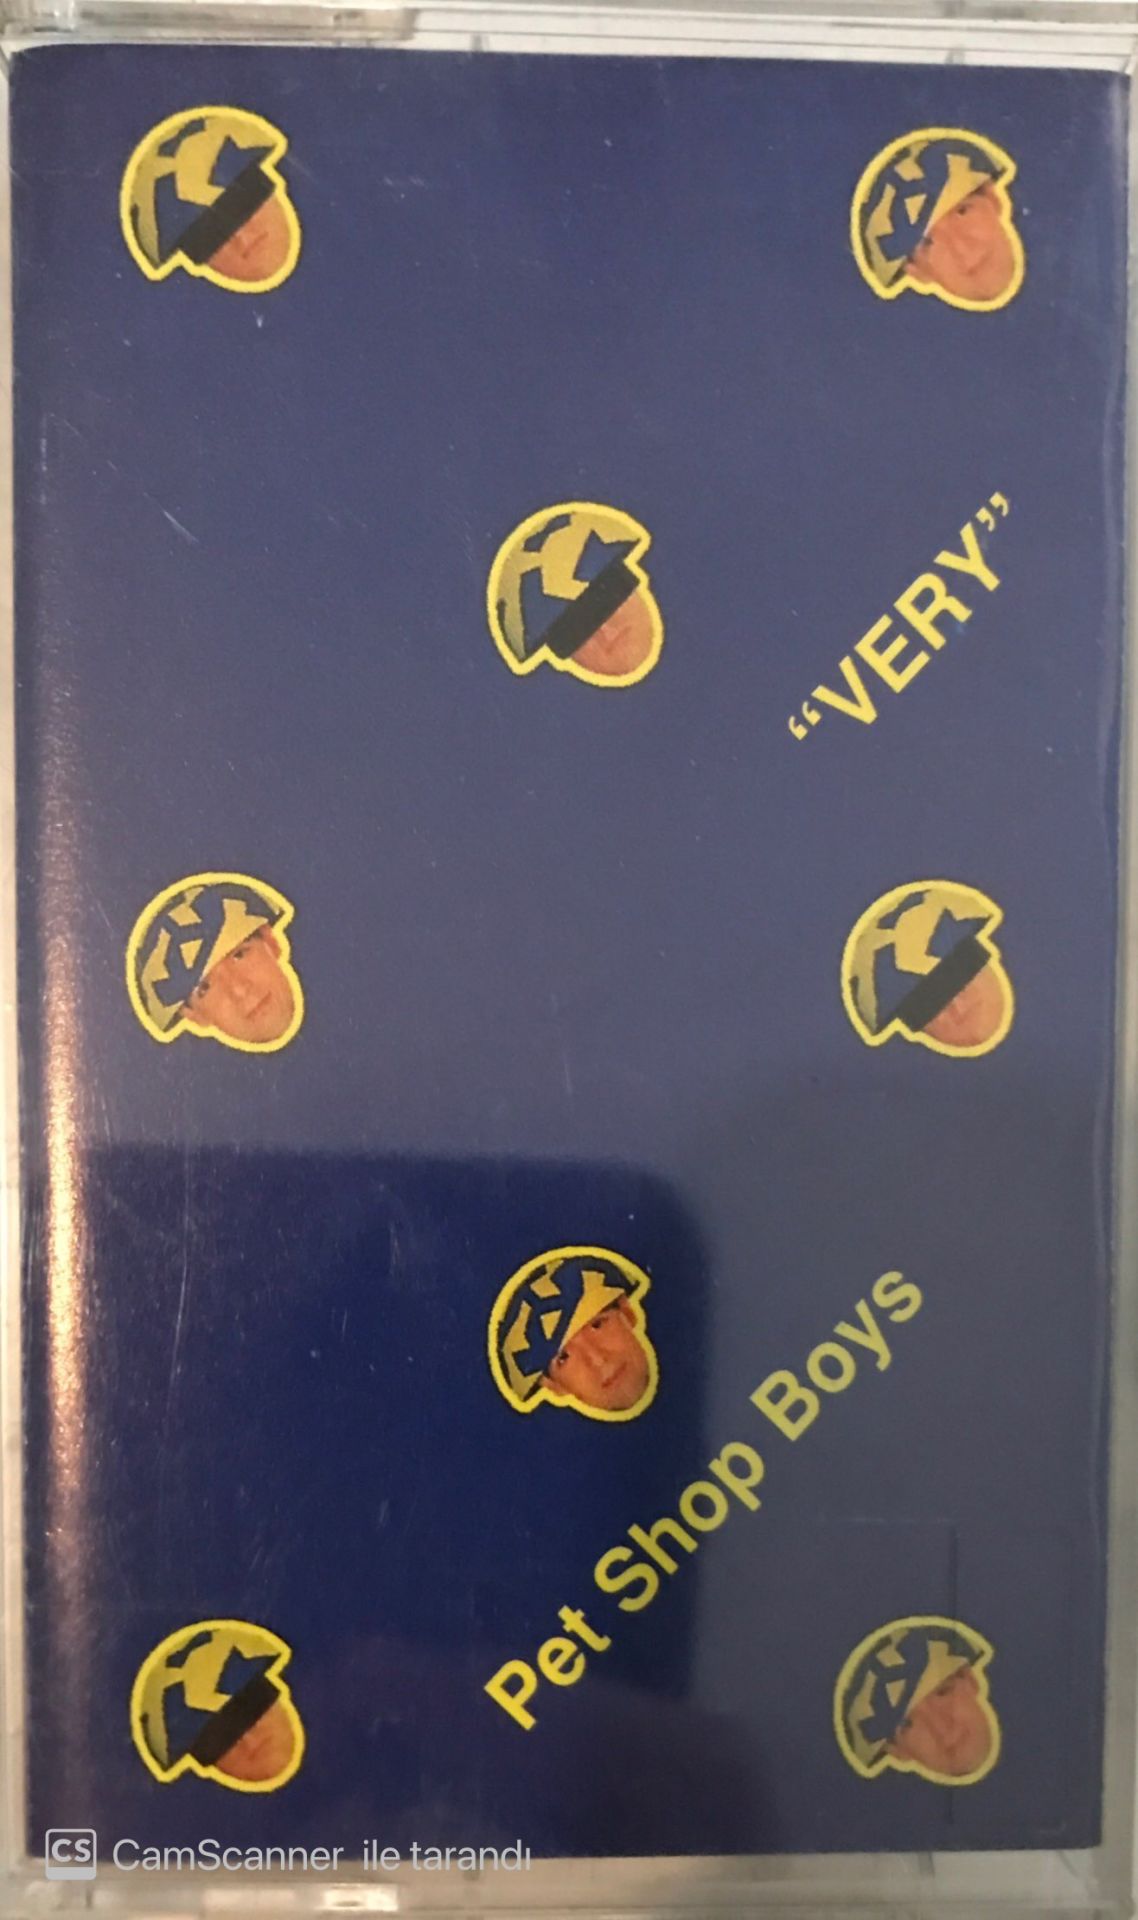 “VERY”
Pet Shop Boys
CS CamScanner ile tarandı